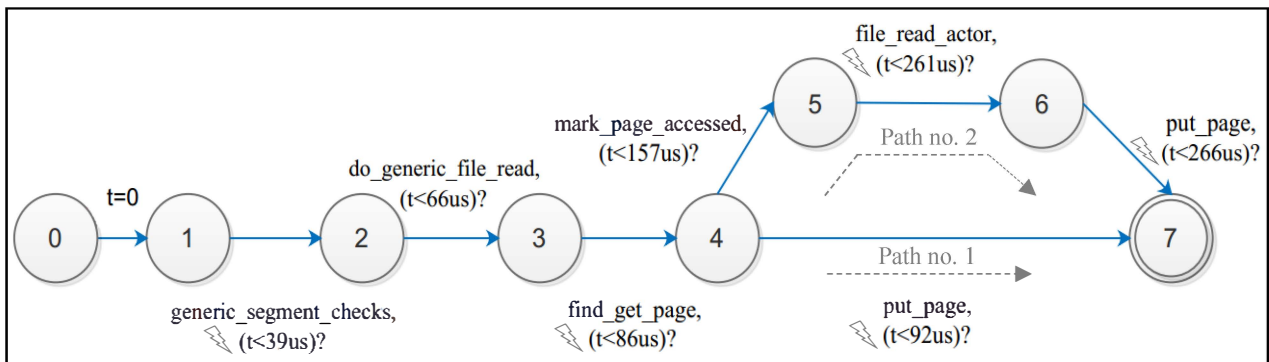 file_read_actor,
(t<261us)?
5
6
mark_page_accessed,
(t<157us)?
put_page,
(t<266us)?
Path no. 2
do_generic_file_read,
(t<66us)?
t=0
0
1
2
3
4
7
Path no. 1
generic_segment_checks,
(t<39us)?
find_get_page,
(t<86us)?
put_page,
(t<92us)?